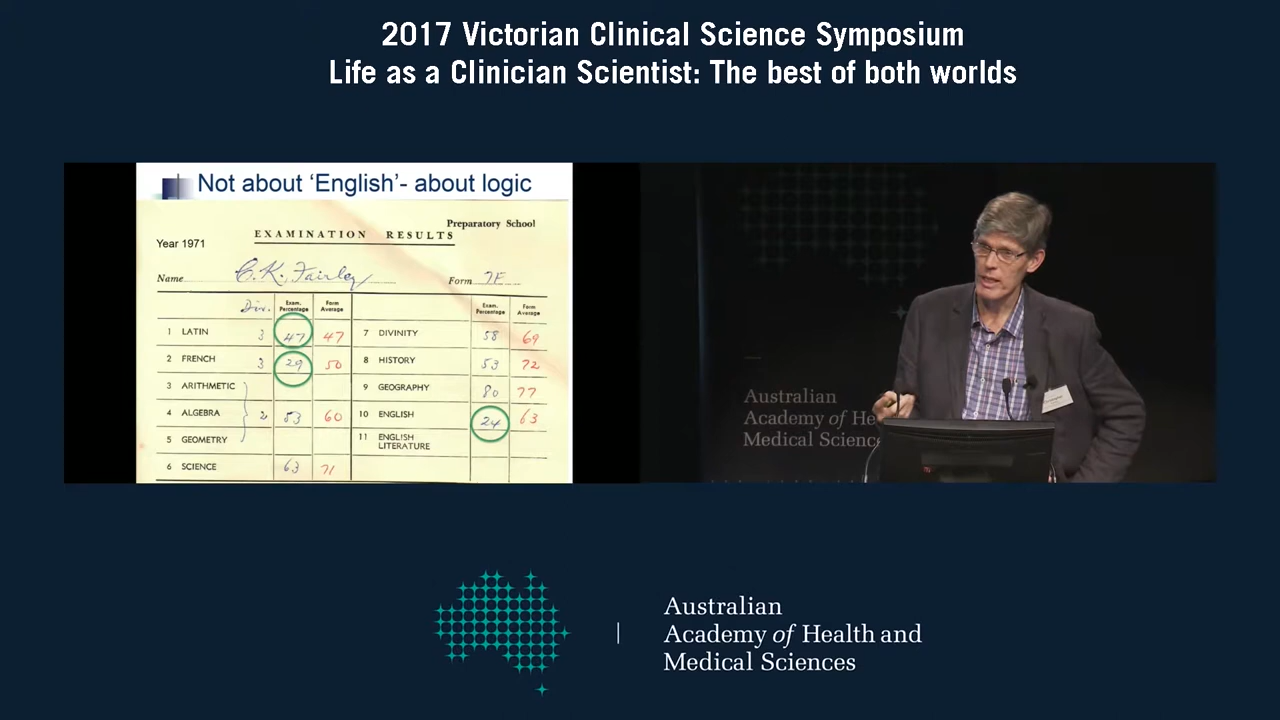 2017 Victorian Clinical Science Symposium
Life as a Clinician Scientist: The best of both worlds
Not about ‘English’- about logic
Preparatory School
EXAMINATION RESULTS
Year 1971
Name C.K. Fairley Form 7F
Div. Exam. Percentage Form Average Exam. Percentage Form Average
1 LATIN 3 47 47 7 DIVINITY 58 69
2 FRENCH 3 29 50 8 HISTORY 53 72
3 ARITHMETIC 9 GEOGRAPHY 80 77
4 ALGEBRA 2 53 60 10 ENGLISH 24 63
5 GEOMETRY 11 ENGLISH LITERATURE
6 SCIENCE 63 71
Australian
Academy of He
Medical Science
Australian
Academy of Health and
Medical Sciences